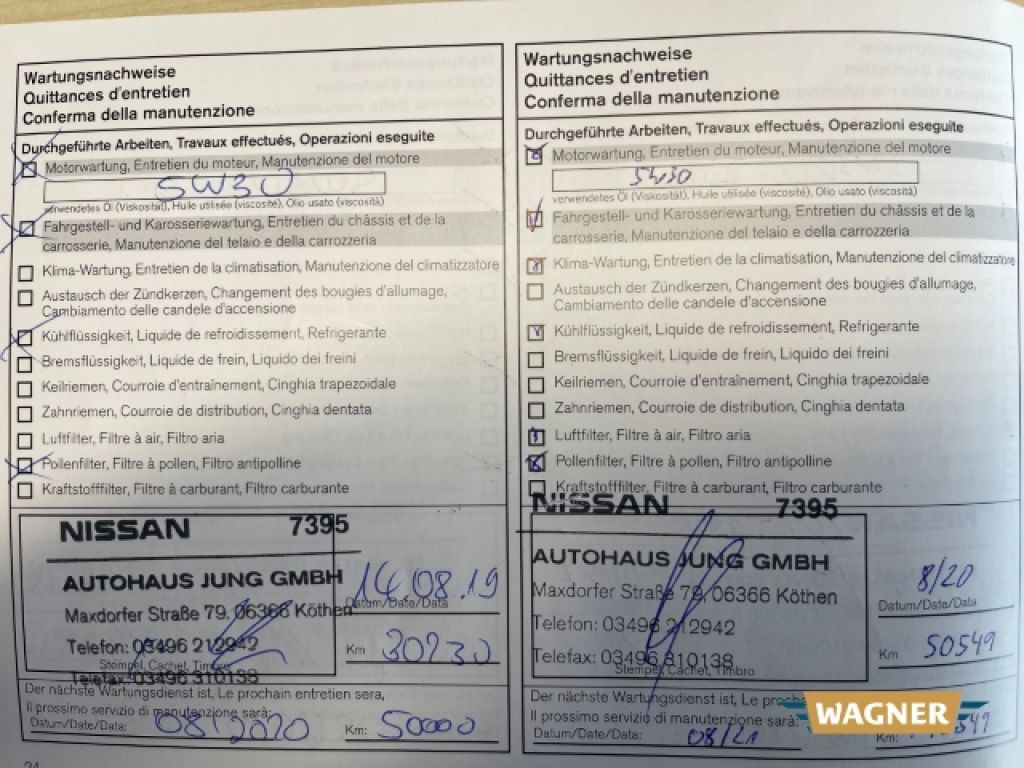 Wartungsnachweise
Quittances d'entretien
Conferma della manutenzione
Durchgeführte Arbeiten, Travaux effectués, Operazioni eseguite
Motorwartung, Entretien du moteur, Manutenzione del motore
5W30
verwendetes Öl (Viskosität), Huile utilisée (viscosité), Olio usato (viscosità)
Fahrgestell- und Karosseriewartung, Entretien du châssis et de la
carrosserie, Manutenzione del telaio e della carrozzeria
Klima-Wartung, Entretien de la climatisation, Manutenzione del climatizzatore
Austausch der Zündkerzen, Changement des bougies d'allumage,
Cambiamento delle candele d'accensione
Kühlflüssigkeit, Liquide de refroidissement, Refrigerante
Bremsflüssigkeit, Liquide de frein, Liquido dei freini
Keilriemen, Courroie d'entraînement, Cinghia trapezoidale
Zahnriemen, Courroie de distribution, Cinghia dentata
Luftfilter, Filtre à air, Filtro aria
Pollenfilter, Filtre à pollen, Filtro antipolline
Kraftstofffilter, Filtre à carburant, Filtro carburante
NISSAN 7395
AUTOHAUS JUNG GMBH
Maxdorfer Straße 79, 06366 Köthen
Telefon: 03496 212942
Stempel, Cachet, Timbro
Telefax: 03496 310138
14.08.19
Datum/Date/Data
Km 30230
Der nächste Wartungsdienst ist, Le prochain entretien sera,
Il prossimo servizio di manutenzione sarà:
Datum/Date/Data: 08/2020 Km: 50000
24
Wartungsnachweise
Quittances d'entretien
Conferma della manutenzione
Durchgeführte Arbeiten, Travaux effectués, Operazioni eseguite
Motorwartung, Entretien du moteur, Manutenzione del motore
5W30
verwendetes Öl (Viskosität), Huile utilisée (viscosité), Olio usato (viscosità)
Fahrgestell- und Karosseriewartung, Entretien du châssis et de la
carrosserie, Manutenzione del telaio e della carrozzeria
Klima-Wartung, Entretien de la climatisation, Manutenzione del climatizzatore
Austausch der Zündkerzen, Changement des bougies d'allumage,
Cambiamento delle candele d'accensione
Kühlflüssigkeit, Liquide de refroidissement, Refrigerante
Bremsflüssigkeit, Liquide de frein, Liquido dei freini
Keilriemen, Courroie d'entraînement, Cinghia trapezoidale
Zahnriemen, Courroie de distribution, Cinghia dentata
Luftfilter, Filtre à air, Filtro aria
Pollenfilter, Filtre à pollen, Filtro antipolline
Kraftstofffilter, Filtre à carburant, Filtro carburante
NISSAN 7395
AUTOHAUS JUNG GMBH
Maxdorfer Straße 79, 06366 Köthen
Telefon: 03496 212942
Telefax: 03496 310138
Stempel, Cachet, Timbro
8/20
Datum/Date/Data
Km 50549
Der nächste Wartungsdienst ist, Le
Il prossimo servizio di manutenzione sarà:
Datum/Date/Data: 08/21 Km:
WAGNER